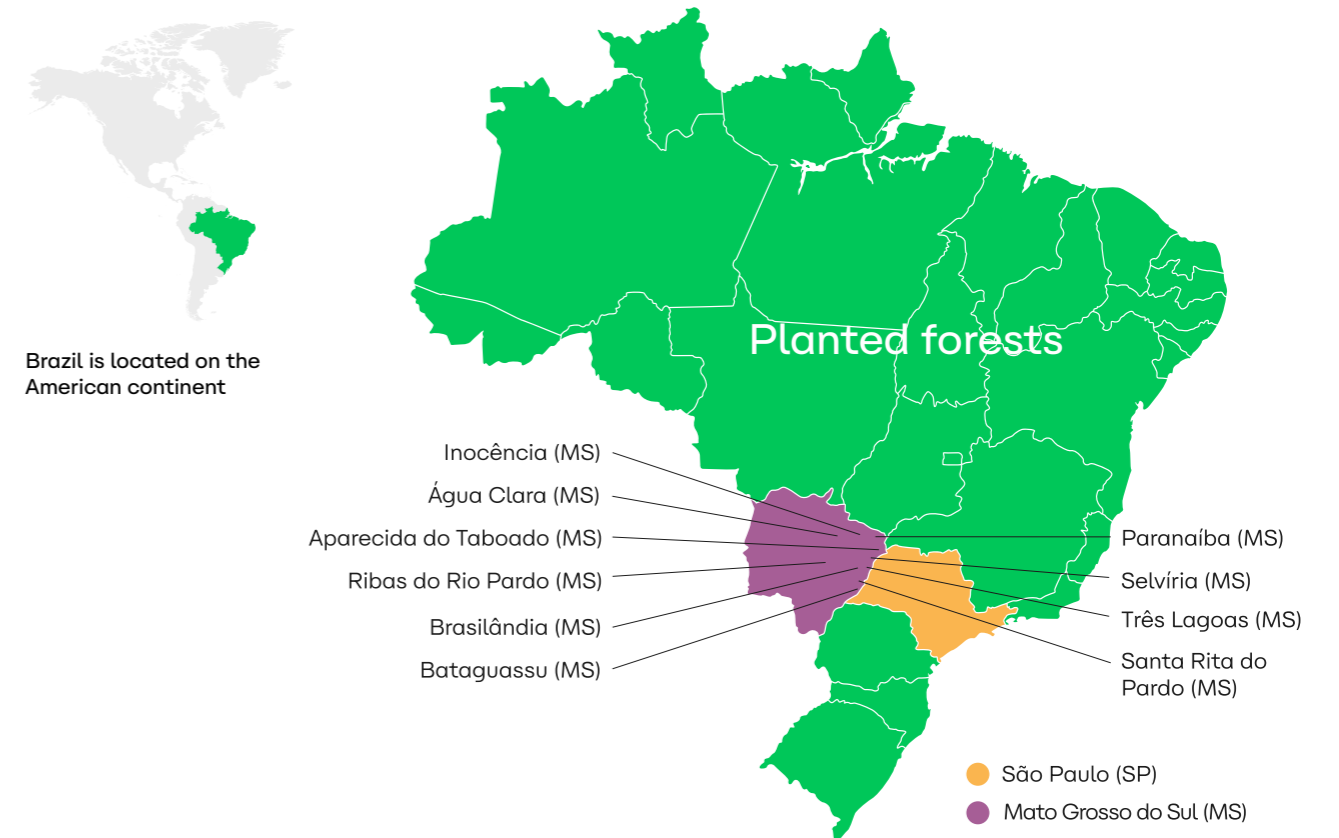 Planted forests
Brazil is located on the
American continent
Inocência (MS)
Água Clara (MS)
Aparecida do Taboado (MS)
Ribas do Rio Pardo (MS)
Brasilândia (MS)
Bataguassu (MS)
Paranaíba (MS)
Selvíria (MS)
Três Lagoas (MS)
Santa Rita do
Pardo (MS)
São Paulo (SP)
Mato Grosso do Sul (MS)